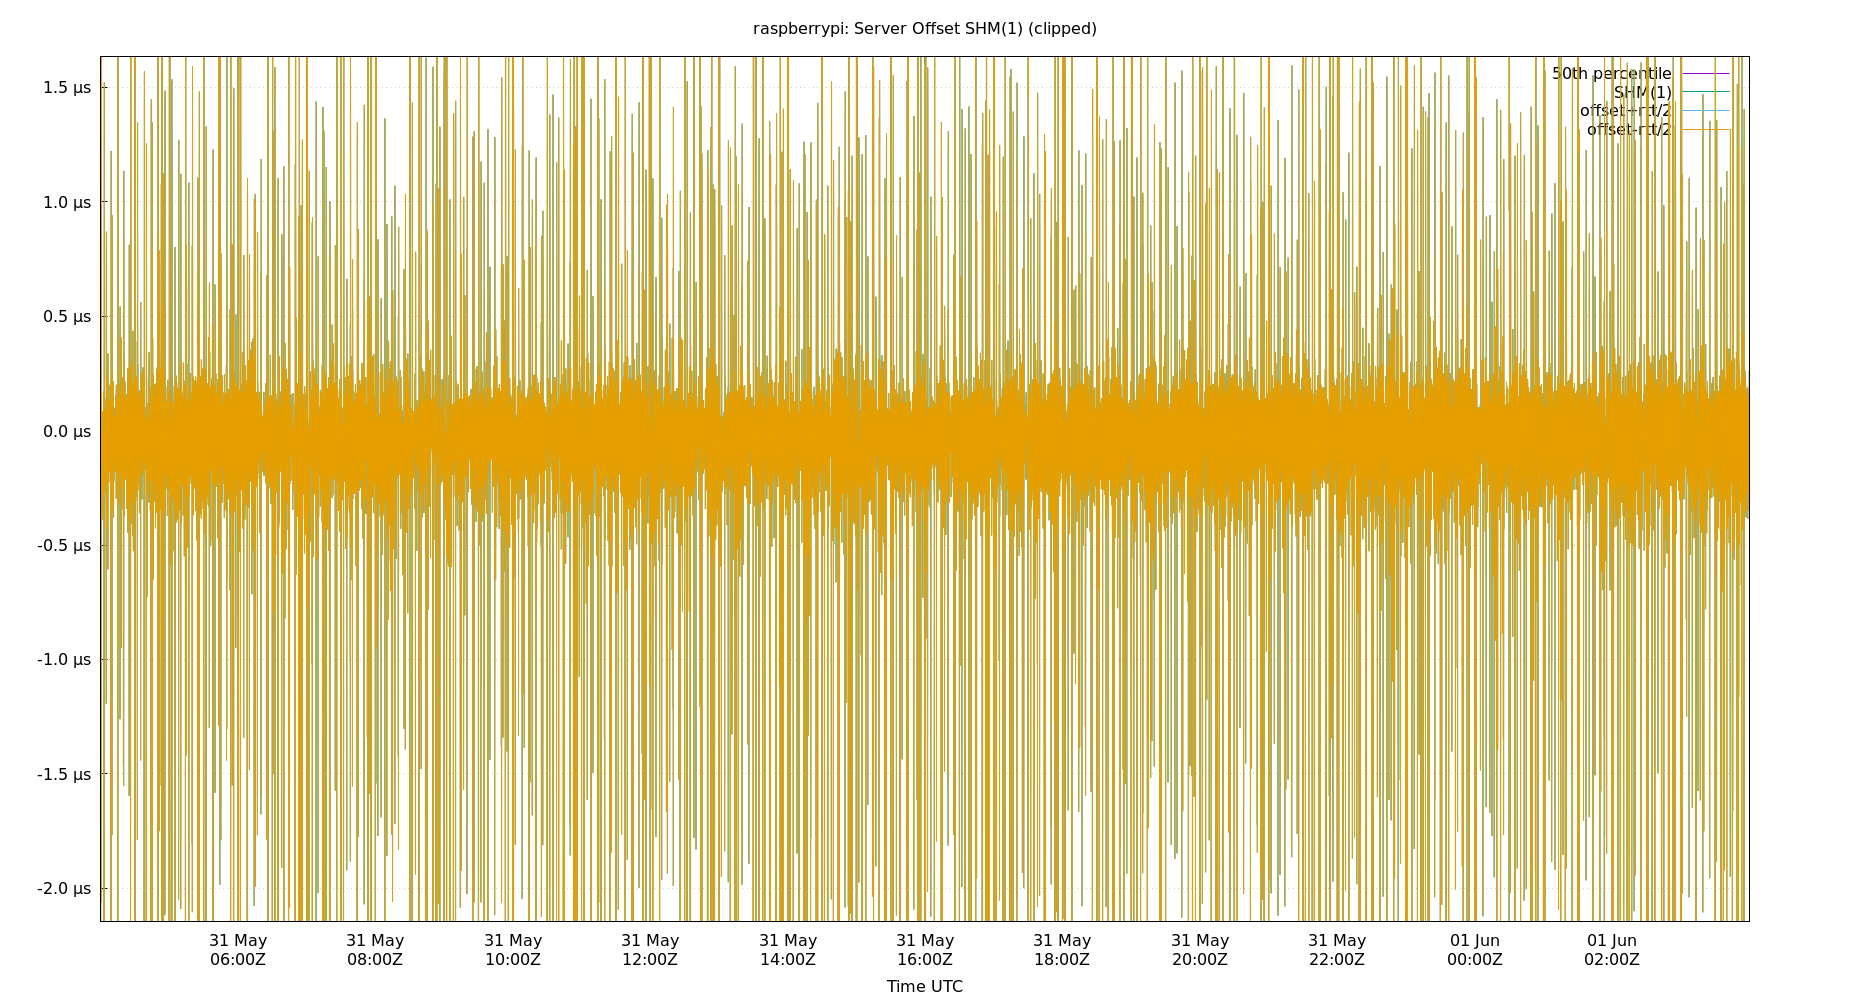 raspberrypi: Server Offset SHM(1) (clipped)
50th percentile
SHM(1)
offset+rtt/2
offset-rtt/2
1.5 µs
1.0 µs
0.5 µs
0.0 µs
-0.5 µs
-1.0 µs
-1.5 µs
-2.0 µs
31 May 31 May 31 May 31 May 31 May 31 May 31 May 31 May 31 May 01 Jun 01 Jun
06:00Z 08:00Z 10:00Z 12:00Z 14:00Z 16:00Z 18:00Z 20:00Z 22:00Z 00:00Z 02:00Z
Time UTC